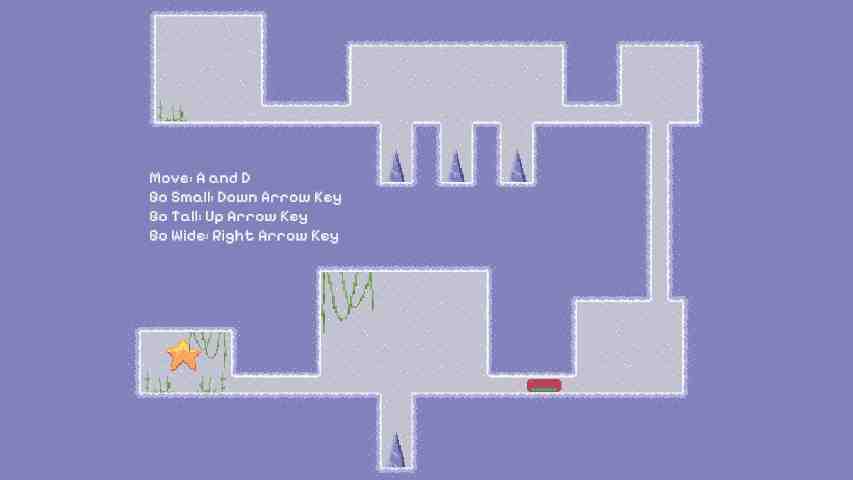 Move: A and D
Go Small: Down Arrow Key
Go Tall: Up Arrow Key
Go Wide: Right Arrow Key